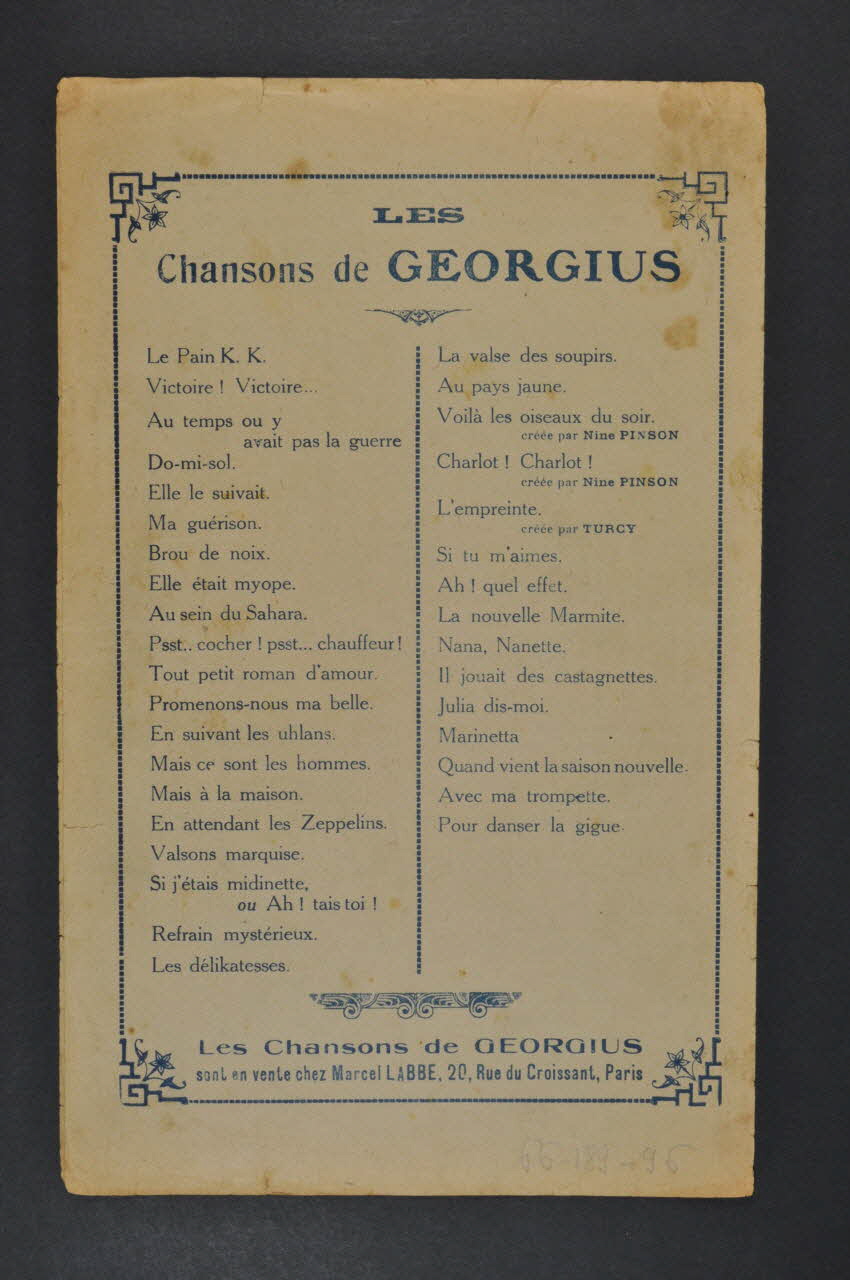 LES
Chansons de GEORGIUS
Le Pain K. K.
Victoire ! Victoire...
Au temps ou y
avait pas la guerre
Do-mi-sol.
Elle le suivait.
Ma guérison.
Brou de noix.
Elle était myope.
Au sein du Sahara.
Psst.. cocher ! psst... chauffeur !
Tout petit roman d'amour.
Promenons-nous ma belle.
En suivant les uhlans.
Mais ce sont les hommes.
Mais à la maison.
En attendant les Zeppelins.
Valsons marquise.
Si j'étais midinette,
ou Ah ! tais toi !
Refrain mystérieux.
Les délikatesses.
La valse des soupirs.
Au pays jaune.
Voilà les oiseaux du soir.
créée par Nine PINSON
Charlot ! Charlot !
créée par Nine PINSON
L'empreinte.
créée par TURCY
Si tu m'aimes.
Ah ! quel effet.
La nouvelle Marmite.
Nana, Nanette.
Il jouait des castagnettes.
Julia dis-moi.
Marinetta
Quand vient la saison nouvelle.
Avec ma trompette.
Pour danser la gigue.
Les Chansons de GEORGIUS
sont en vente chez Marcel LABBE, 20, Rue du Croissant, Paris